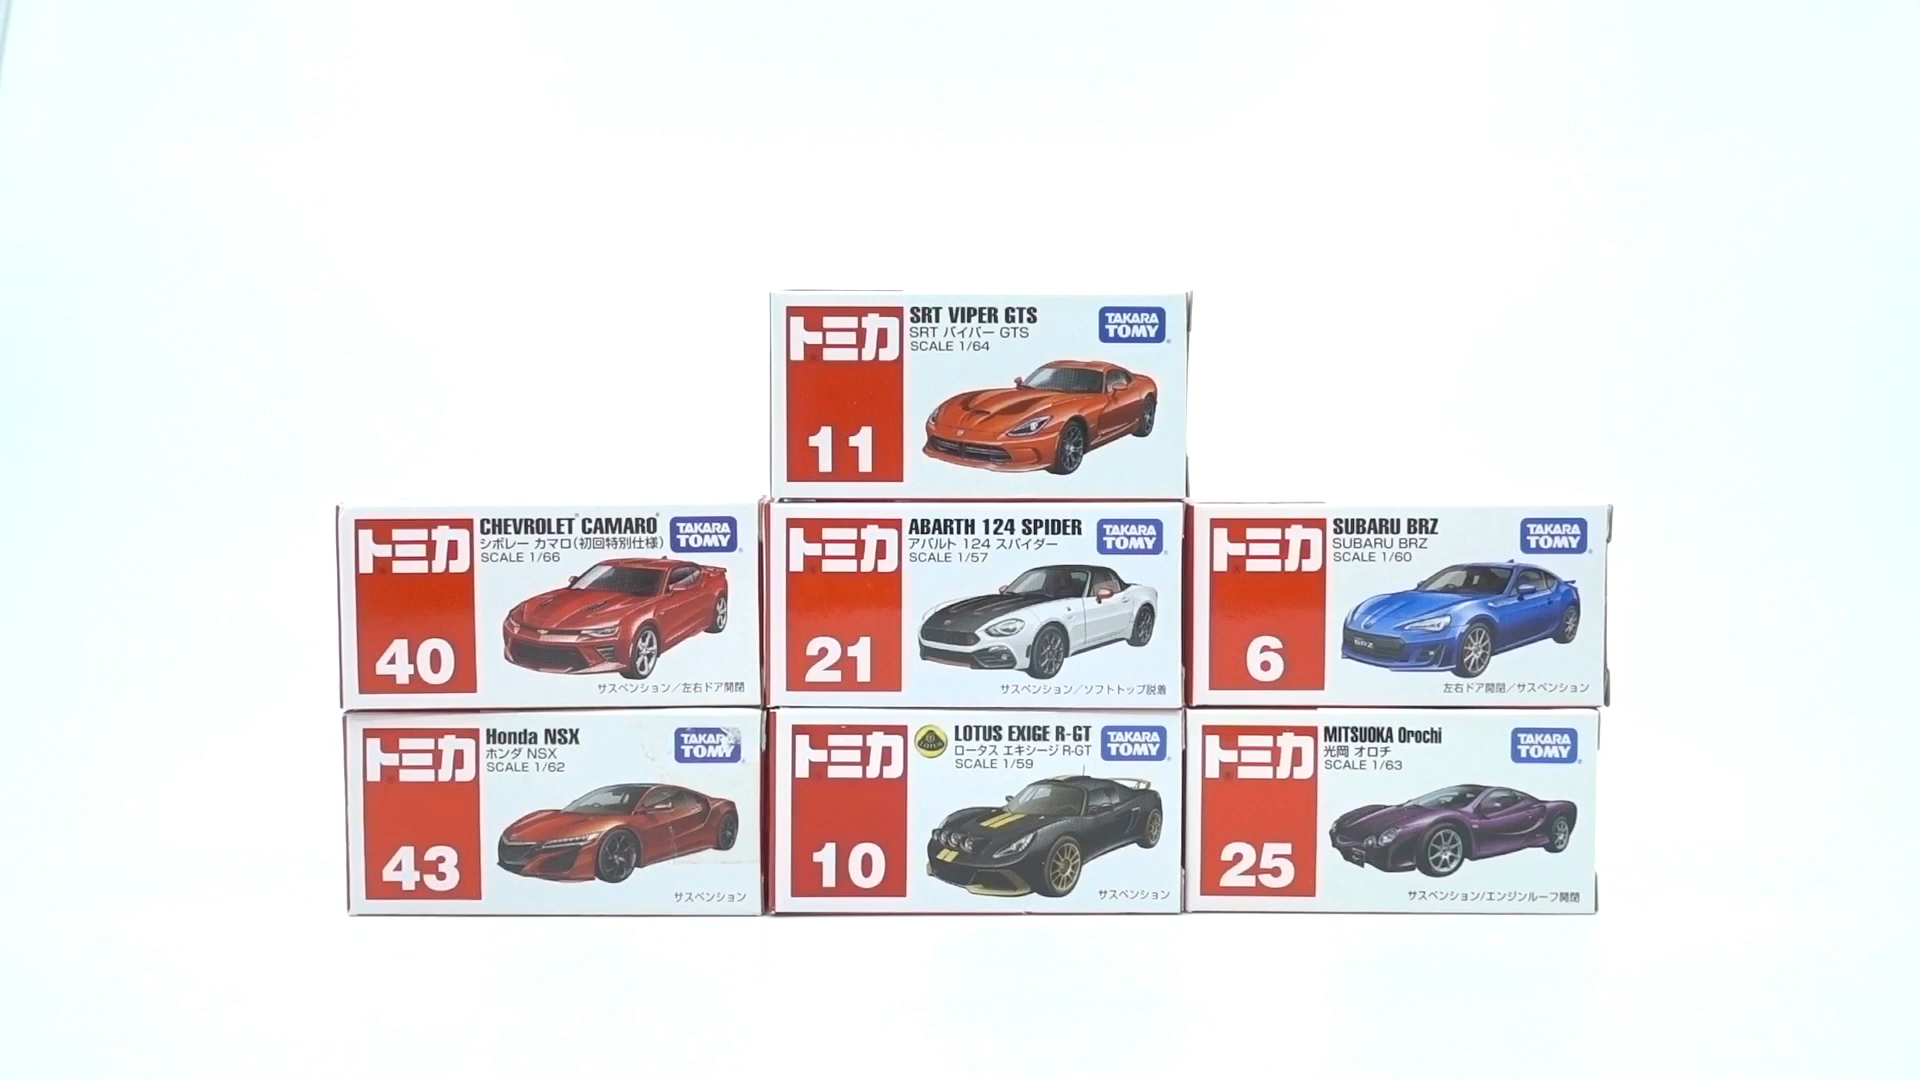 トミカ
11
SRT VIPER GTS
SRT バイパー GTS
SCALE 1/64
TAKARA
TOMY
トミカ
40
CHEVROLET CAMARO
シボレー カマロ(初回特別仕様)
SCALE 1/66
TAKARA
TOMY
サスペンション/左右ドア開閉
トミカ
21
ABARTH 124 SPIDER
アバルト 124 スパイダー
SCALE 1/57
TAKARA
TOMY
サスペンション/ソフトトップ脱着
トミカ
6
SUBARU BRZ
SUBARU BRZ
SCALE 1/60
TAKARA
TOMY
BRZ
左右ドア開閉/サスペンション
トミカ
43
Honda NSX
ホンダ NSX
SCALE 1/62
TAKARA
TOMY
サスペンション
トミカ
10
LOTUS
LOTUS EXIGE R-GT
ロータス エキシージ R-GT
SCALE 1/59
TAKARA
TOMY
サスペンション
トミカ
25
MITSUOKA Orochi
光岡 オロチ
SCALE 1/63
TAKARA
TOMY
サスペンション/エンジンルーフ開閉